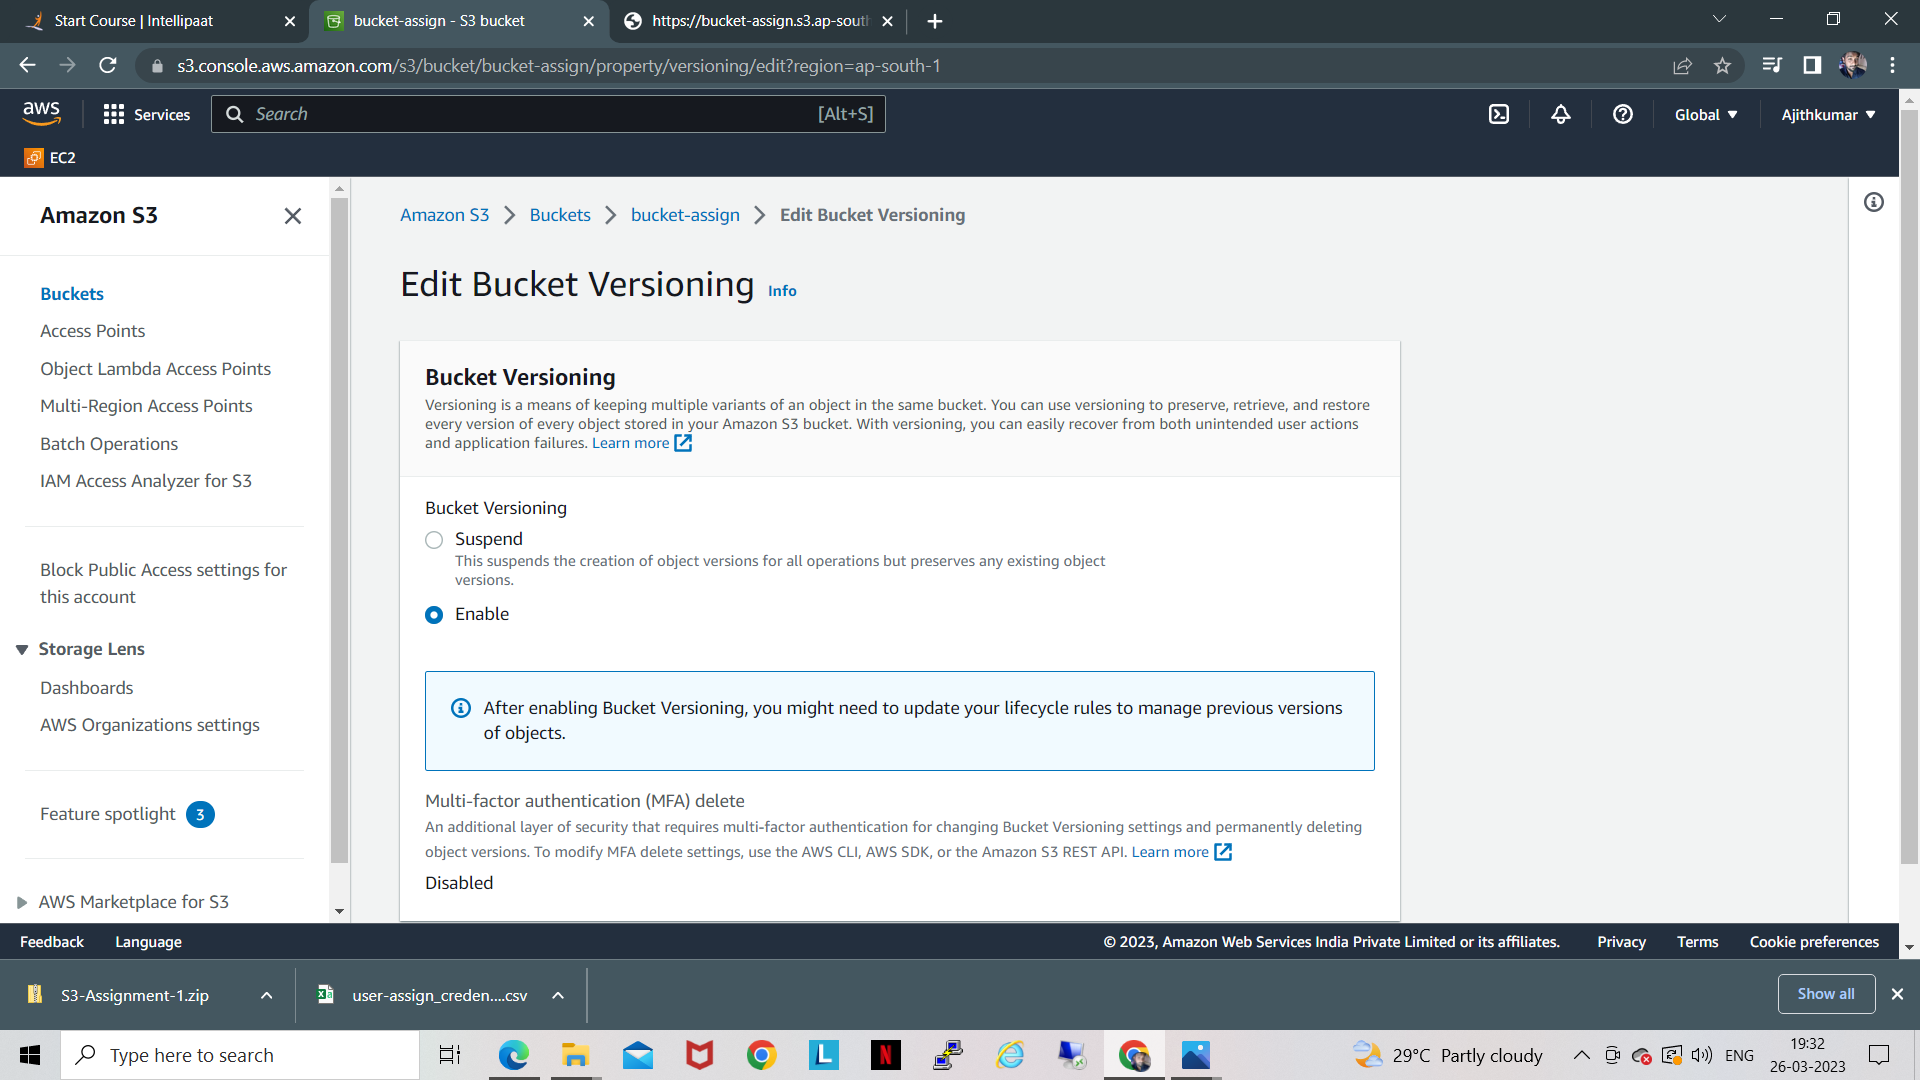 Start Course | Intellipaat
bucket-assign - S3 bucket
https://bucket-assign.s3.ap-south
s3.console.aws.amazon.com/s3/bucket/bucket-assign/property/versioning/edit?region=ap-south-1
aws
Services
Search
[Alt+S]
Global
Ajithkumar
EC2
Amazon S3
Buckets
Access Points
Object Lambda Access Points
Multi-Region Access Points
Batch Operations
IAM Access Analyzer for S3
Block Public Access settings for
this account
Storage Lens
Dashboards
AWS Organizations settings
Feature spotlight 3
AWS Marketplace for S3
Amazon S3 > Buckets > bucket-assign > Edit Bucket Versioning
Edit Bucket Versioning Info
Bucket Versioning
Versioning is a means of keeping multiple variants of an object in the same bucket. You can use versioning to preserve, retrieve, and restore
every version of every object stored in your Amazon S3 bucket. With versioning, you can easily recover from both unintended user actions
and application failures. Learn more
Bucket Versioning
Suspend
This suspends the creation of object versions for all operations but preserves any existing object
versions.
Enable
After enabling Bucket Versioning, you might need to update your lifecycle rules to manage previous versions
of objects.
Multi-factor authentication (MFA) delete
An additional layer of security that requires multi-factor authentication for changing Bucket Versioning settings and permanently deleting
object versions. To modify MFA delete settings, use the AWS CLI, AWS SDK, or the Amazon S3 REST API. Learn more
Disabled
Feedback
Language
© 2023, Amazon Web Services India Private Limited or its affiliates.
Privacy
Terms
Cookie preferences
S3-Assignment-1.zip
user-assign_creden....csv
Show all
Type here to search
L
N
29°C Partly cloudy
ENG
19:32
26-03-2023